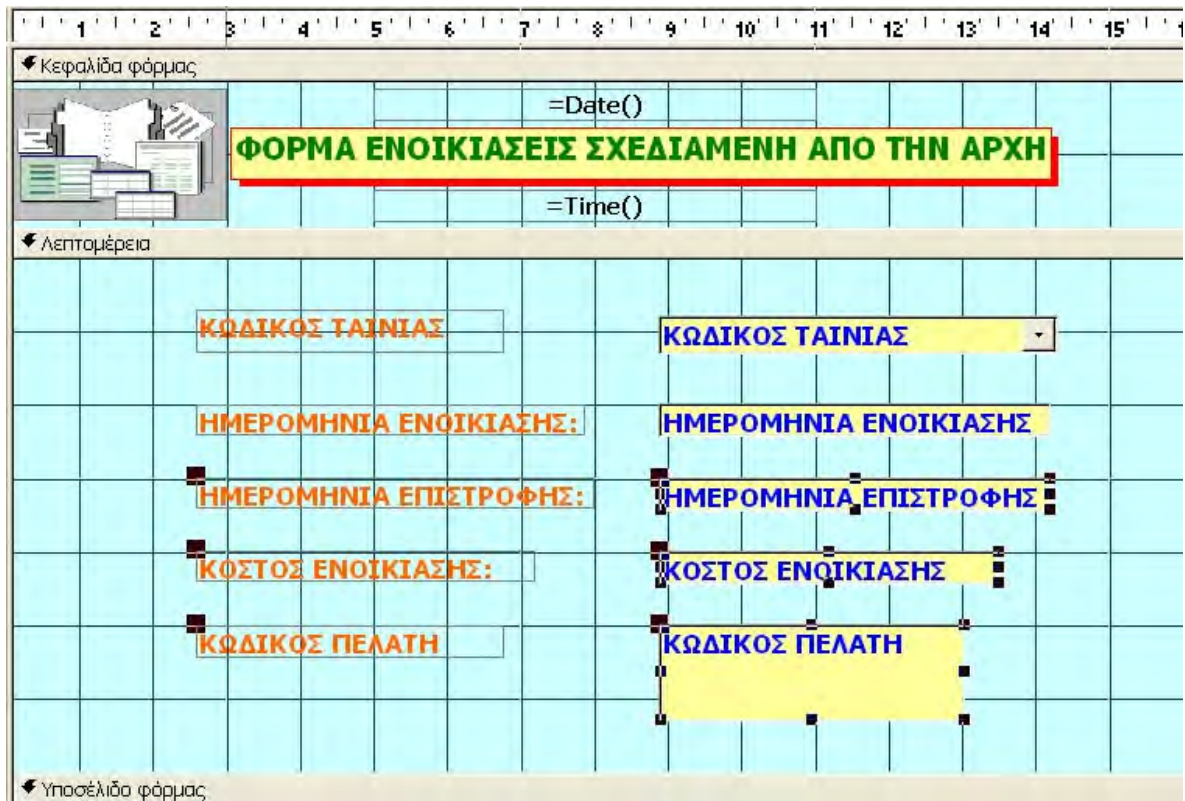 1 2 3 4 5 6 7 8 9 10 11 12 13 14 15
Κεφαλίδα φόρμας
=Date()
ΦΟΡΜΑ ΕΝΟΙΚΙΑΣΕΙΣ ΣΧΕΔΙΑΜΕΝΗ ΑΠΟ ΤΗΝ ΑΡΧΗ
=Time()
Λεπτομέρεια
ΚΩΔΙΚΟΣ ΤΑΙΝΙΑΣ ΚΩΔΙΚΟΣ ΤΑΙΝΙΑΣ
ΗΜΕΡΟΜΗΝΙΑ ΕΝΟΙΚΙΑΣΗΣ: ΗΜΕΡΟΜΗΝΙΑ ΕΝΟΙΚΙΑΣΗΣ
ΗΜΕΡΟΜΗΝΙΑ ΕΠΙΣΤΡΟΦΗΣ: ΗΜΕΡΟΜΗΝΙΑ ΕΠΙΣΤΡΟΦΗΣ
ΚΟΣΤΟΣ ΕΝΟΙΚΙΑΣΗΣ: ΚΟΣΤΟΣ ΕΝΟΙΚΙΑΣΗΣ
ΚΩΔΙΚΟΣ ΠΕΛΑΤΗ ΚΩΔΙΚΟΣ ΠΕΛΑΤΗ
Υποσέλιδο φόρμας